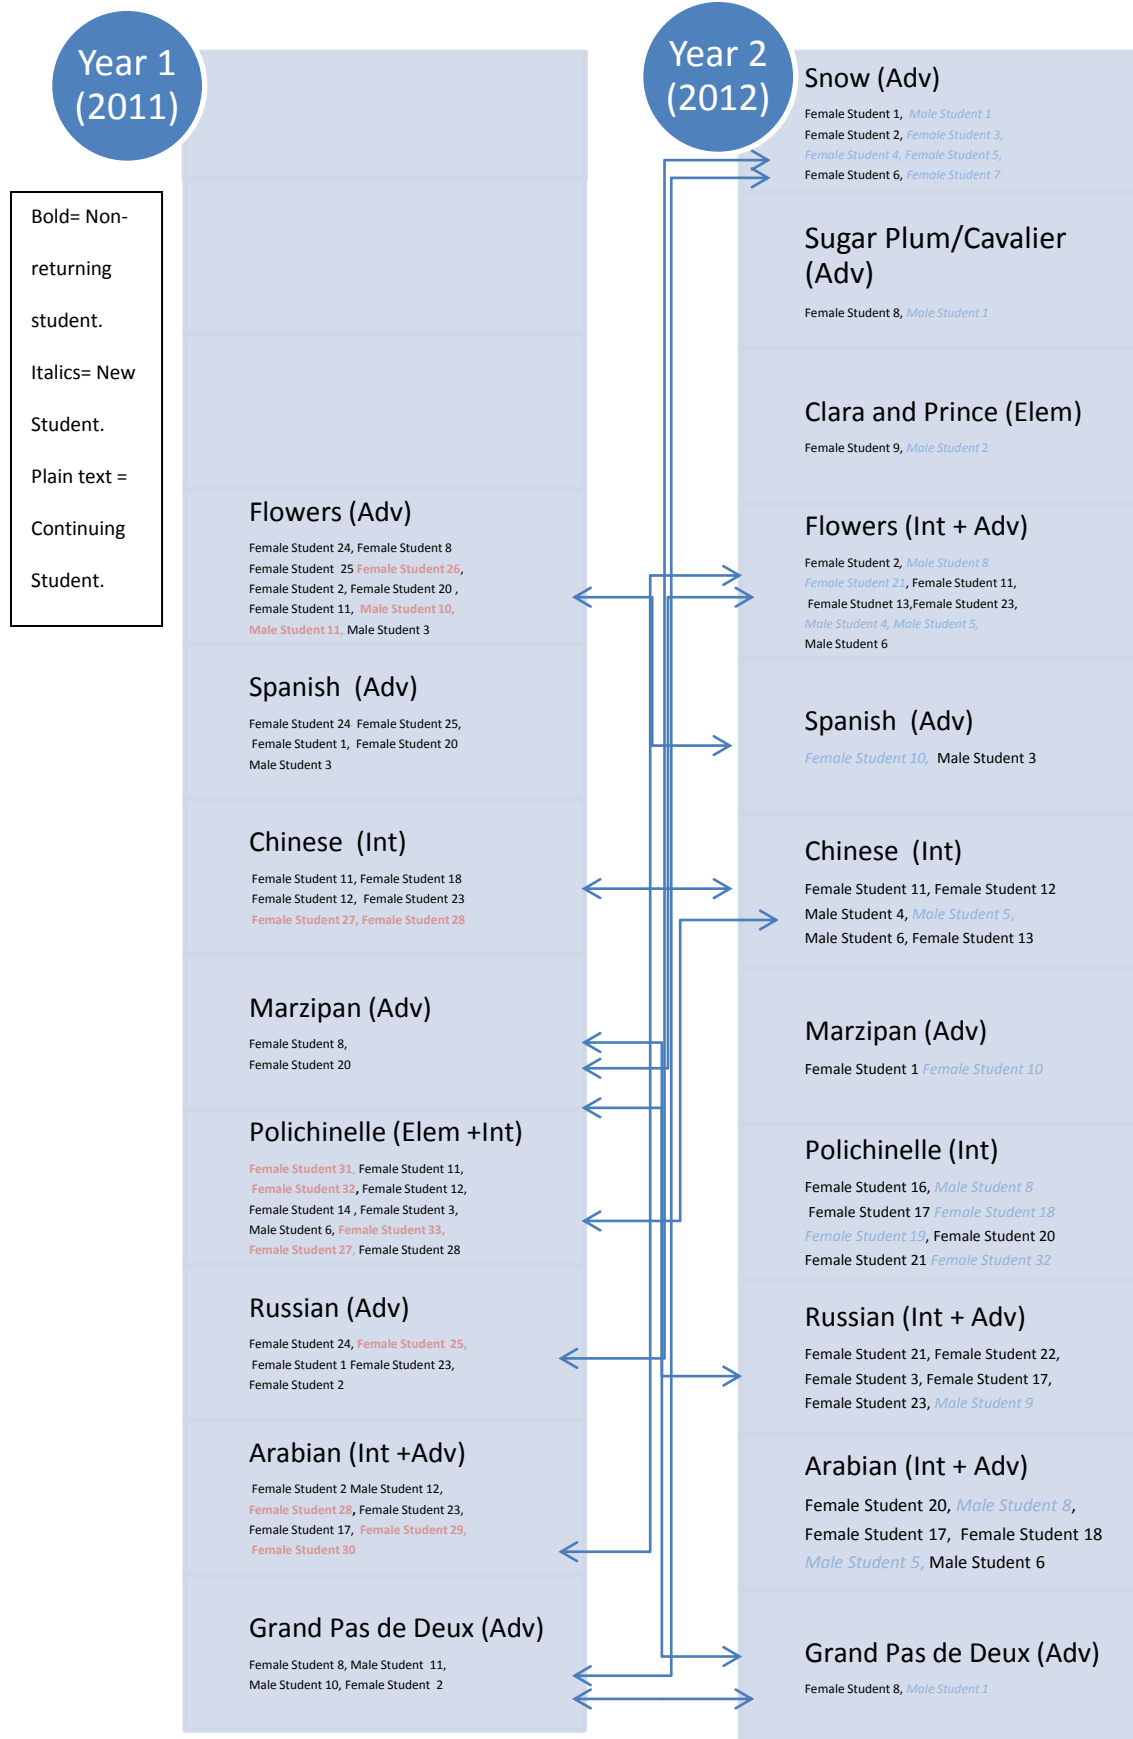 Year 1
(2011)
Bold= Non-
returning
student.
Italics= New
Student.
Plain text =
Continuing
Student.
Flowers (Adv)
Female Student 24, Female Student 8
Female Student 25 Female Student 26,
Female Student 2, Female Student 20 ,
Female Student 11, Male Student 10,
Male Student 11, Male Student 3
Spanish (Adv)
Female Student 24 Female Student 25,
Female Student 1, Female Student 20
Male Student 3
Chinese (Int)
Female Student 11, Female Student 18
Female Student 12, Female Student 23
Female Student 27, Female Student 28
Marzipan (Adv)
Female Student 8,
Female Student 20
Polichinelle (Elem +Int)
Female Student 31, Female Student 11,
Female Student 32, Female Student 12,
Female Student 14 , Female Student 3,
Male Student 6, Female Student 33,
Female Student 27, Female Student 28
Russian (Adv)
Female Student 24, Female Student 25,
Female Student 1 Female Student 23,
Female Student 2
Arabian (Int +Adv)
Female Student 2 Male Student 12,
Female Student 28, Female Student 23,
Female Student 17, Female Student 29,
Female Student 30
Grand Pas de Deux (Adv)
Female Student 8, Male Student 11,
Male Student 10, Female Student 2
Year 2
(2012)
Snow (Adv)
Female Student 1, Male Student 1
Female Student 2, Female Student 3,
Female Student 4, Female Student 5,
Female Student 6, Female Student 7
Sugar Plum/Cavalier
(Adv)
Female Student 8, Male Student 1
Clara and Prince (Elem)
Female Student 9, Male Student 2
Flowers (Int + Adv)
Female Student 2, Male Student 8
Female Student 21, Female Student 11,
Female Studnet 13,Female Student 23,
Male Student 4, Male Student 5,
Male Student 6
Spanish (Adv)
Female Student 10, Male Student 3
Chinese (Int)
Female Student 11, Female Student 12
Male Student 4, Male Student 5,
Male Student 6, Female Student 13
Marzipan (Adv)
Female Student 1 Female Student 10
Polichinelle (Int)
Female Student 16, Male Student 8
Female Student 17 Female Student 18
Female Student 19, Female Student 20
Female Student 21 Female Student 32
Russian (Int + Adv)
Female Student 21, Female Student 22,
Female Student 3, Female Student 17,
Female Student 23, Male Student 9
Arabian (Int + Adv)
Female Student 20, Male Student 8,
Female Student 17, Female Student 18
Male Student 5, Male Student 6
Grand Pas de Deux (Adv)
Female Student 8, Male Student 1